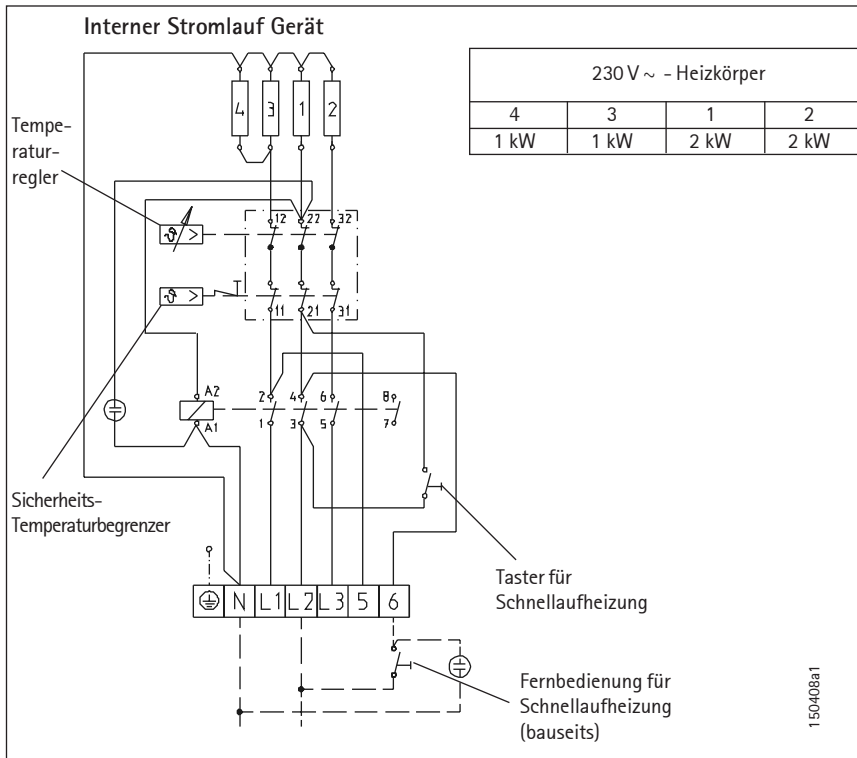 Interner Stromlauf Gerät
230 V ~ - Heizkörper
4 3 1 2
1 kW 1 kW 2 kW 2 kW
4 3 1 2
Tempe-
ratur-
regler
12 22 32
ϑ >
ϑ >
11 21 31
A2 2 4 6 8
A1 1 3 5 7
Sicherheits-
Temperaturbegrenzer
N L1 L2 L3 5 6
Taster für
Schnellaufheizung
Fernbedienung für
Schnellaufheizung
(bauseits)
150408a1